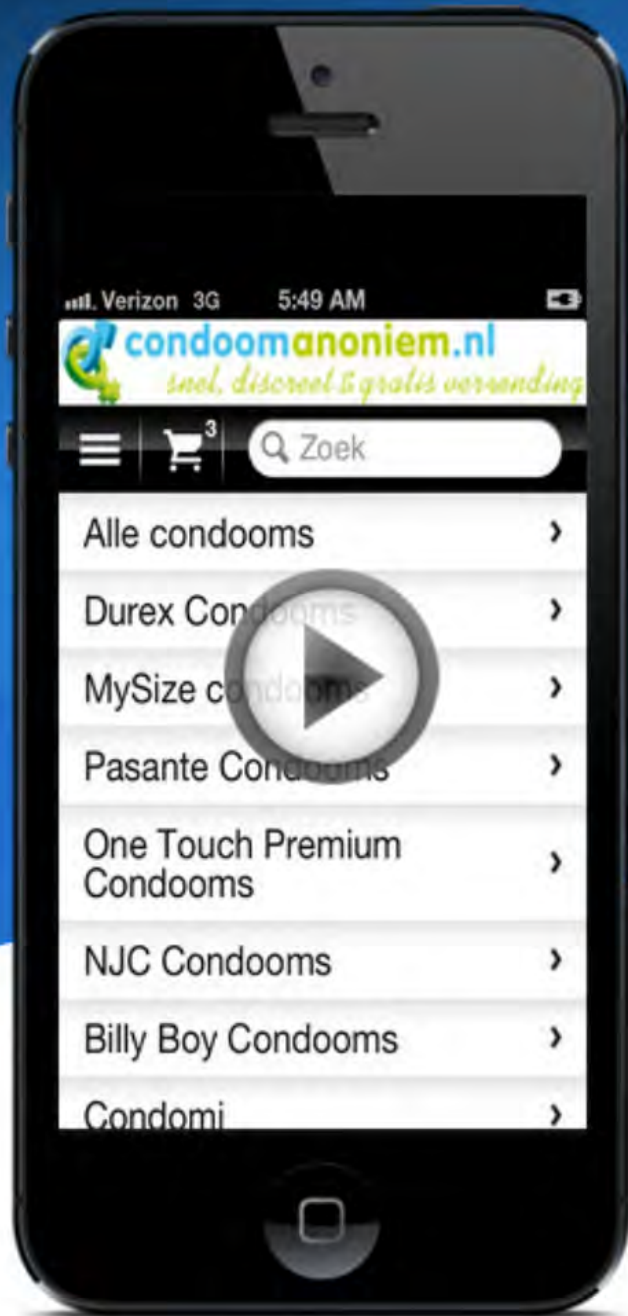 Verizon 3G 5:49 AM
condoomanoniem.nl
snel, discreet & gratis verzending
3
Zoek
Alle condooms
Durex Condooms
MySize condooms
Pasante Condooms
One Touch Premium
Condooms
NJC Condooms
Billy Boy Condooms
Condomi